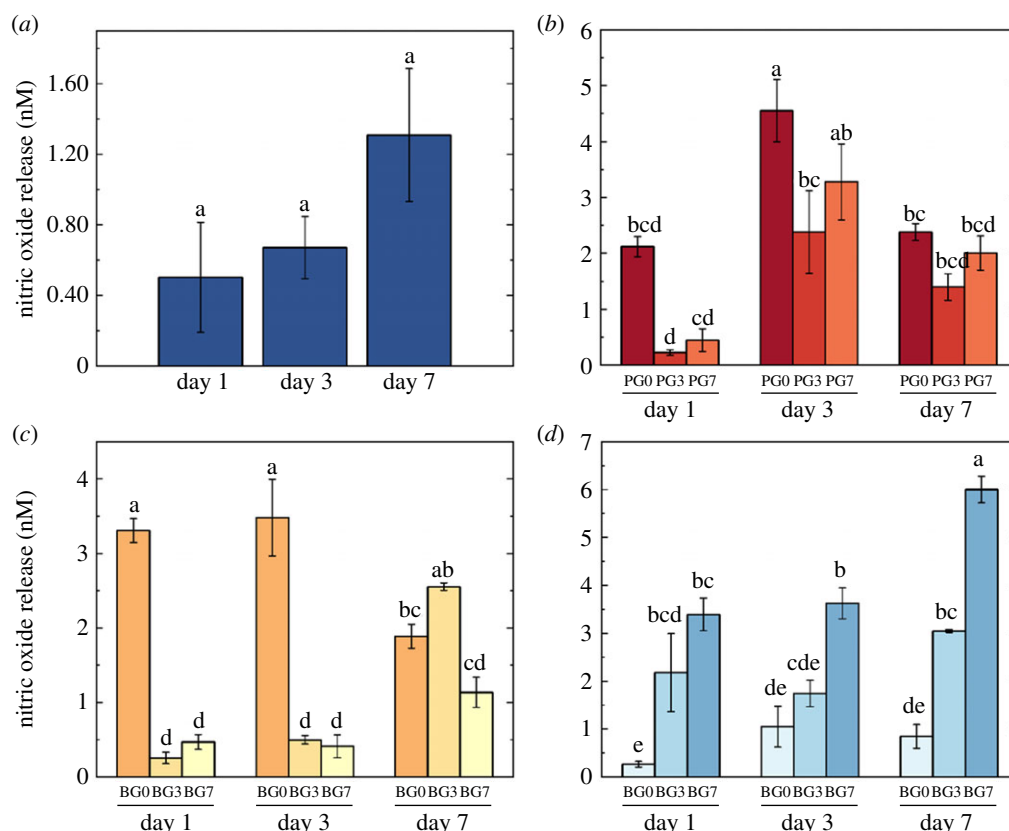 (a)
nitric oxide release (nM)
1.60
1.20
0.80
0.40
0
a
a
a
day 1
day 3
day 7
(b)
6
5
4
3
2
1
0
bcd
d
cd
a
bc
ab
bc
bcd
bcd
PG0 PG3 PG7
PG0 PG3 PG7
PG0 PG3 PG7
day 1
day 3
day 7
(c)
nitric oxide release (nM)
4
3
2
1
0
a
d
d
a
d
d
bc
ab
cd
BG0 BG3 BG7
BG0 BG3 BG7
BG0 BG3 BG7
day 1
day 3
day 7
(d)
7
6
5
4
3
2
1
0
e
bcd
bc
de
cde
b
de
bc
a
BG0 BG3 BG7
BG0 BG3 BG7
BG0 BG3 BG7
day 1
day 3
day 7